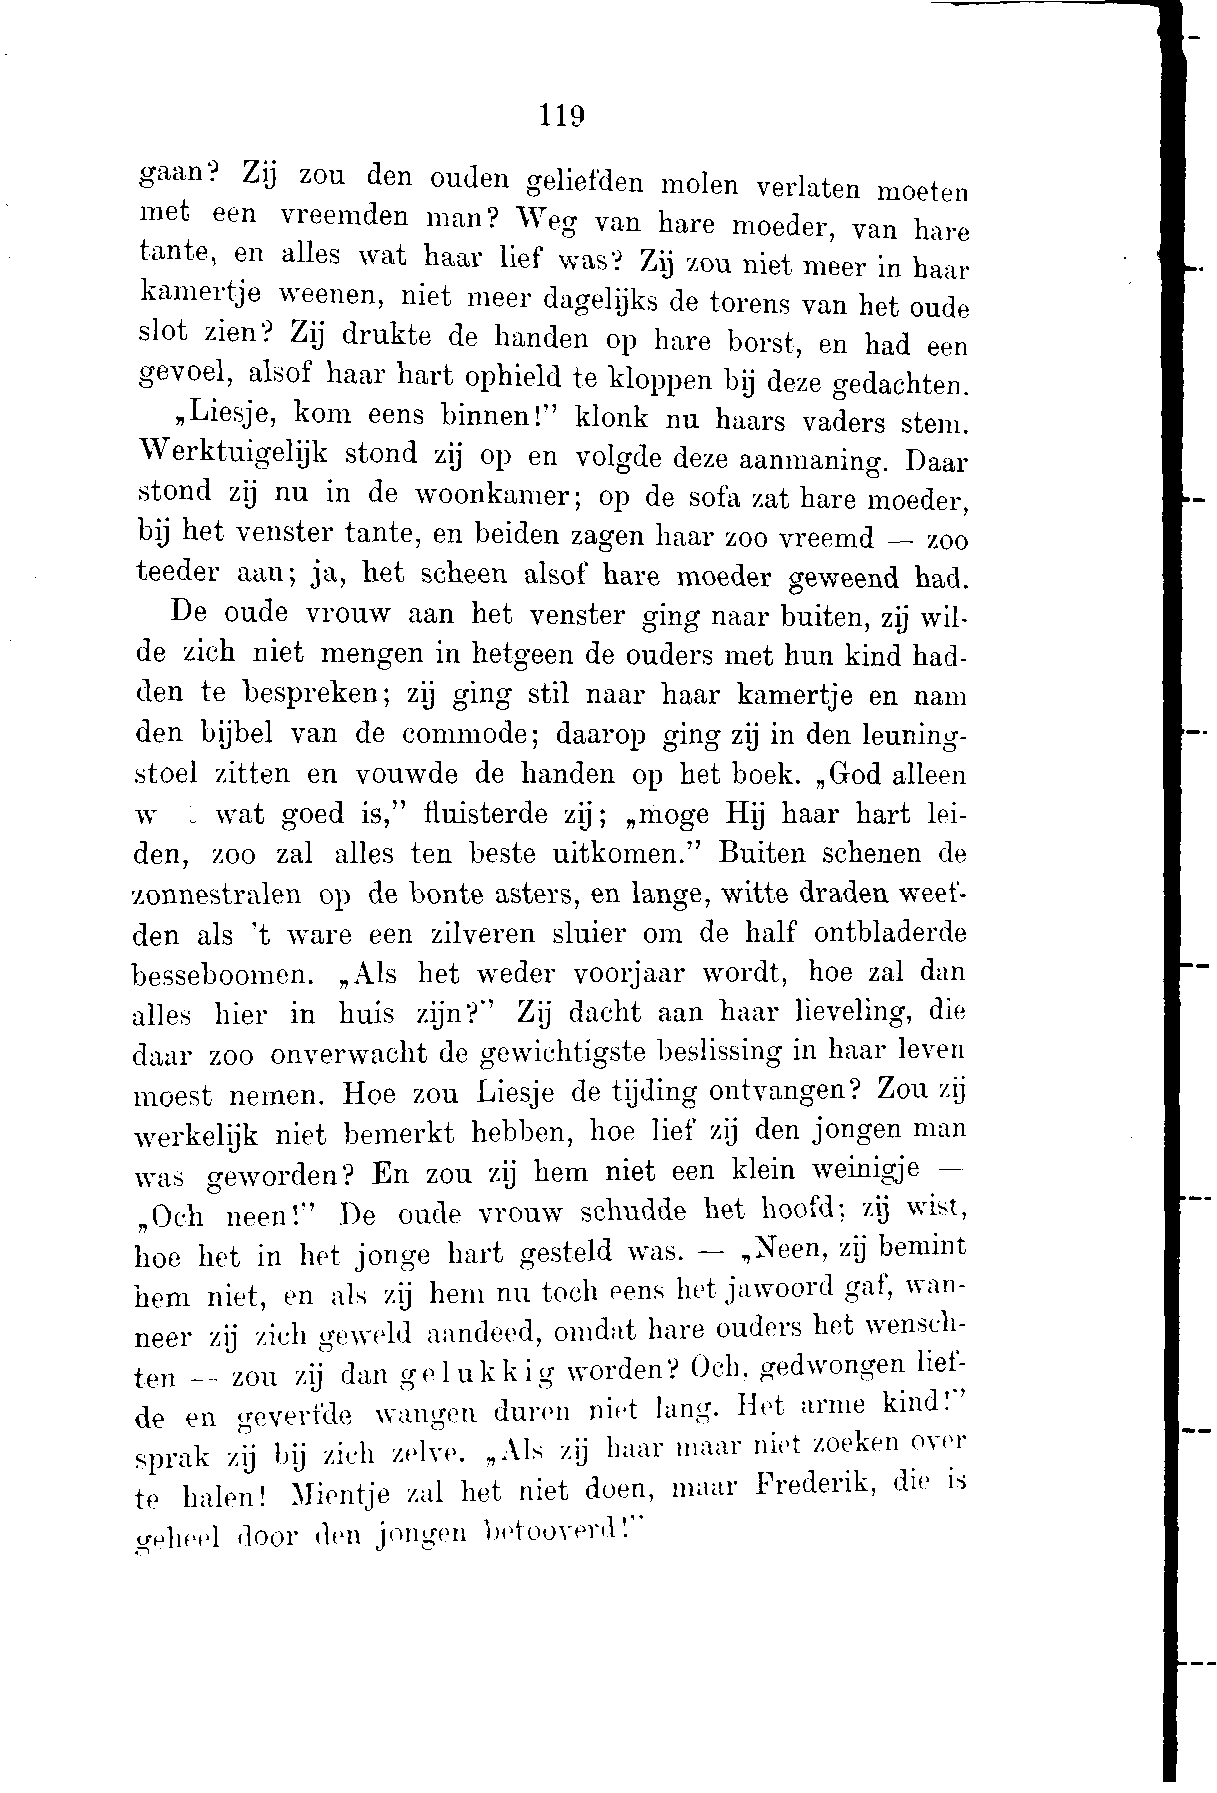 119
gaan? Zij zou den ouden geliefden molen verlaten moeten
met een vreemden man? Weg van hare moeder, van hare
tante, en alles wat haar lief was? Zij zou niet meer in haar
kamertje weenen, niet meer dagelijks de torens van het oude
slot zien? Zij drukte de handen op hare borst, en had een
gevoel, alsof haar hart ophield te kloppen bij deze gedachten.
„Liesje, kom eens binnen!” klonk nu haars vaders stem.
Werktuigelijk stond zij op en volgde deze aanmaning. Daar
stond zij nu in de woonkamer; op de sofa zat hare moeder,
bij het venster tante, en beiden zagen haar zoo vreemd — zoo
teeder aan; ja, het scheen alsof hare moeder geweend had.
De oude vrouw aan het venster ging naar buiten, zij wil-
de zich niet mengen in hetgeen de ouders met hun kind had-
den te bespreken; zij ging stil naar haar kamertje en nam
den bijbel van de commode; daarop ging zij in den leuning-
stoel zitten en vouwde de handen op het boek. „God alleen
w wat goed is,” fluisterde zij; „moge Hij haar hart lei-
den, zoo zal alles ten beste uitkomen.” Buiten schenen de
zonnestralen op de bonte asters, en lange, witte draden weef-
den als 't ware een zilveren sluier om de half ontbladerde
besseboomen. „Als het weder voorjaar wordt, hoe zal dan
alles hier in huis zijn?” Zij dacht aan haar lieveling, die
daar zoo onverwacht de gewichtigste beslissing in haar leven
moest nemen. Hoe zou Liesje de tijding ontvangen? Zou zij
werkelijk niet bemerkt hebben, hoe lief zij den jongen man
was geworden? En zou zij hem niet een klein weinigje —
„Och neen!” De oude vrouw schudde het hoofd; zij wist,
hoe het in het jonge hart gesteld was. — „Neen, zij bemint
hem niet, en als zij hem nu toch eens het jawoord gaf, wan-
neer zij zich geweld aandeed, omdat hare ouders het wensch-
ten — zou zij dan gelukkig worden? Och, gedwongen lief-
de en geverfde wangen duren niet lang. Het arme kind!”
sprak zij bij zich zelve. „Als zij haar maar niet zoeken over
te halen! Mientje zal het niet doen, maar Frederik, die is
geheel door den jongen betooverd!”